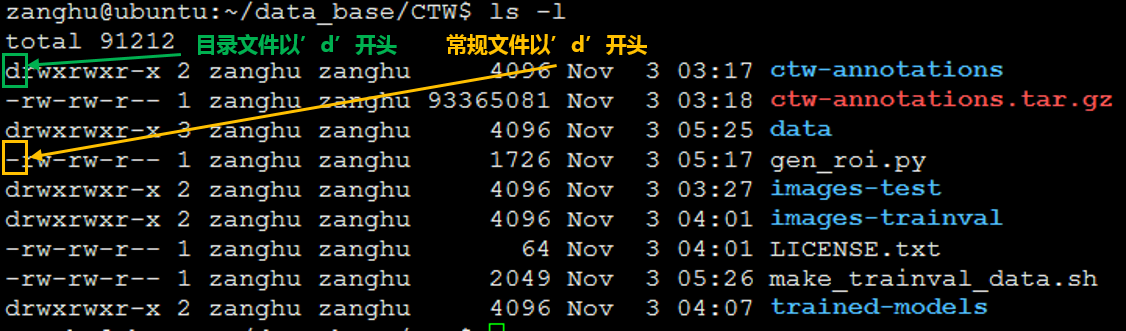 zanghu@ubuntu:~/data_base/CTW$ ls -l
total 91212 目录文件以’d’开头 常规文件以’d’开头
drwxrwxr-x 2 zanghu zanghu 4096 Nov 3 03:17 ctw-annotations
-rw-rw-r-- 1 zanghu zanghu 93365081 Nov 3 03:18 ctw-annotations.tar.gz
drwxrwxr-x 3 zanghu zanghu 4096 Nov 3 05:25 data
-rw-rw-r-- 1 zanghu zanghu 1726 Nov 3 05:17 gen_roi.py
drwxrwxr-x 2 zanghu zanghu 4096 Nov 3 03:27 images-test
drwxrwxr-x 2 zanghu zanghu 4096 Nov 3 04:01 images-trainval
-rw-rw-r-- 1 zanghu zanghu 64 Nov 3 04:01 LICENSE.txt
-rw-rw-r-- 1 zanghu zanghu 2049 Nov 3 05:26 make_trainval_data.sh
drwxrwxr-x 2 zanghu zanghu 4096 Nov 3 04:07 trained-models